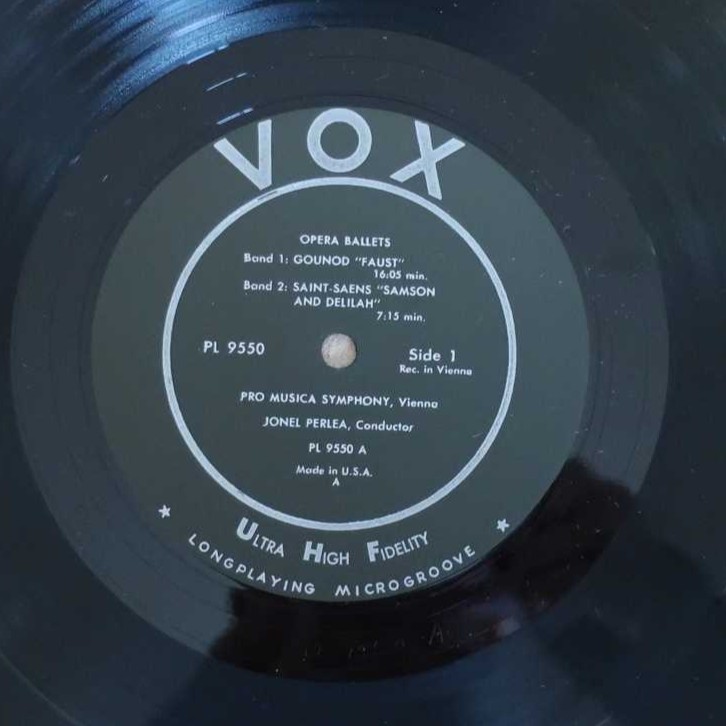 VOX
OPERA BALLETS
Band 1: GOUNOD "FAUST"
16:05 min.
Band 2: SAINT-SAENS "SAMSON
AND DELILAH"
7:15 min.
PL 9550
Side 1
Rec. in Vienna
PRO MUSICA SYMPHONY, Vienna
JONEL PERLEA, Conductor
PL 9550 A
Made in U.S.A.
A
ULTRA HIGH FIDELITY
LONGPLAYING MICROGROOVE